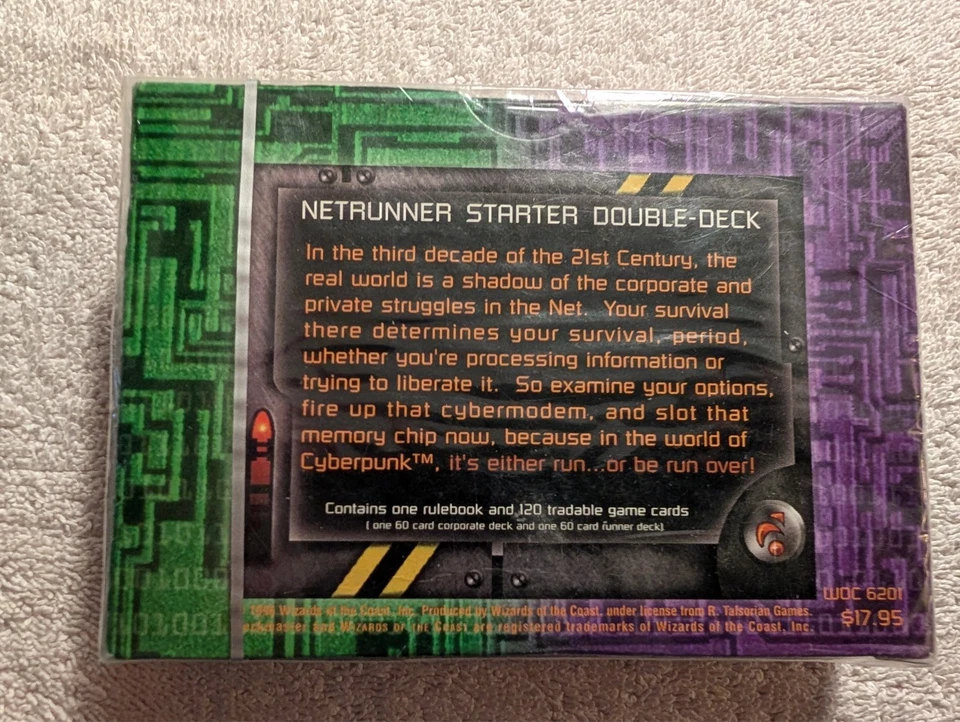 NETRUNNER STARTER DOUBLE-DECK
In the third decade of the 21st Century, the
real world is a shadow of the corporate and
private struggles in the Net. Your survival
there determines your survival, period,
whether you're processing information or
trying to liberate it. So examine your options,
fire up that cybermodem, and slot that
memory chip now, because in the world of
Cyberpunk™, it's either run...or be run over!
Contains one rulebook and 120 tradable game cards
( one 60 card corporate deck and one 60 card runner deck)
WOC 6201
$17.95
Wizards of the Coast, Inc. Produced by Wizards of the Coast, under license from R. Talsorian Games.
and WIZARDS OF THE COAST are registered trademarks of Wizards of the Coast, Inc.